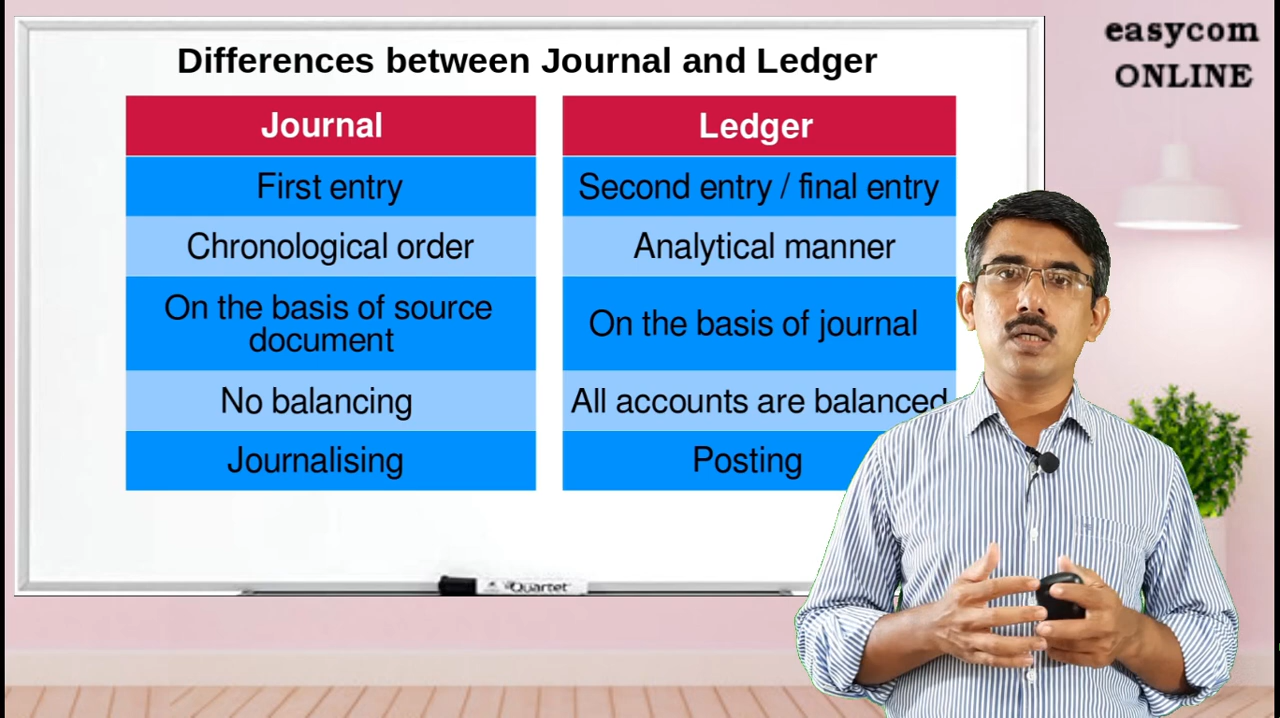 easycom
ONLINE
Differences between Journal and Ledger
Journal
Ledger
First entry
Second entry / final entry
Chronological order
Analytical manner
On the basis of source
document
On the basis of journal
No balancing
All accounts are balanced
Journalising
Posting
Quartet